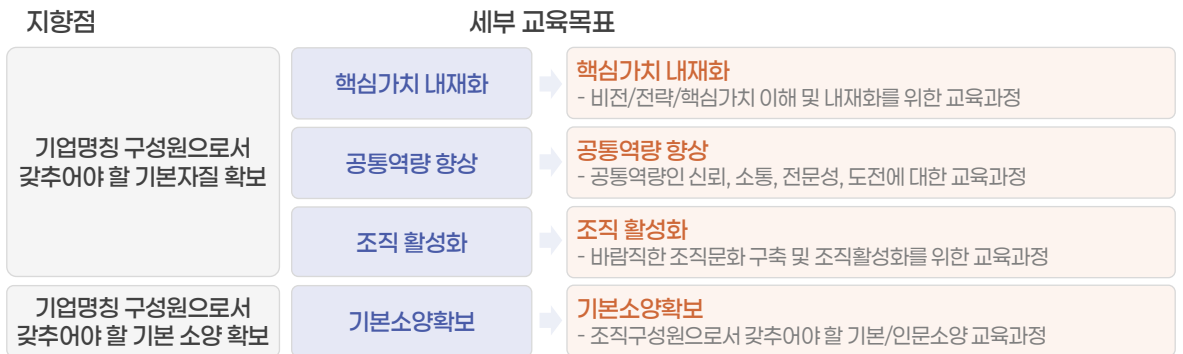 지향점
세부 교육목표
기업명칭 구성원으로서
갖추어야 할 기본자질 확보
핵심가치 내재화
핵심가치 내재화
- 비전/전략/핵심가치 이해 및 내재화를 위한 교육과정
공통역량 향상
공통역량 향상
- 공통역량인 신뢰, 소통, 전문성, 도전에 대한 교육과정
조직 활성화
조직 활성화
- 바람직한 조직문화 구축 및 조직활성화를 위한 교육과정
기업명칭 구성원으로서
갖추어야 할 기본 소양 확보
기본소양확보
기본소양확보
- 조직구성원으로서 갖추어야 할 기본/인문소양 교육과정